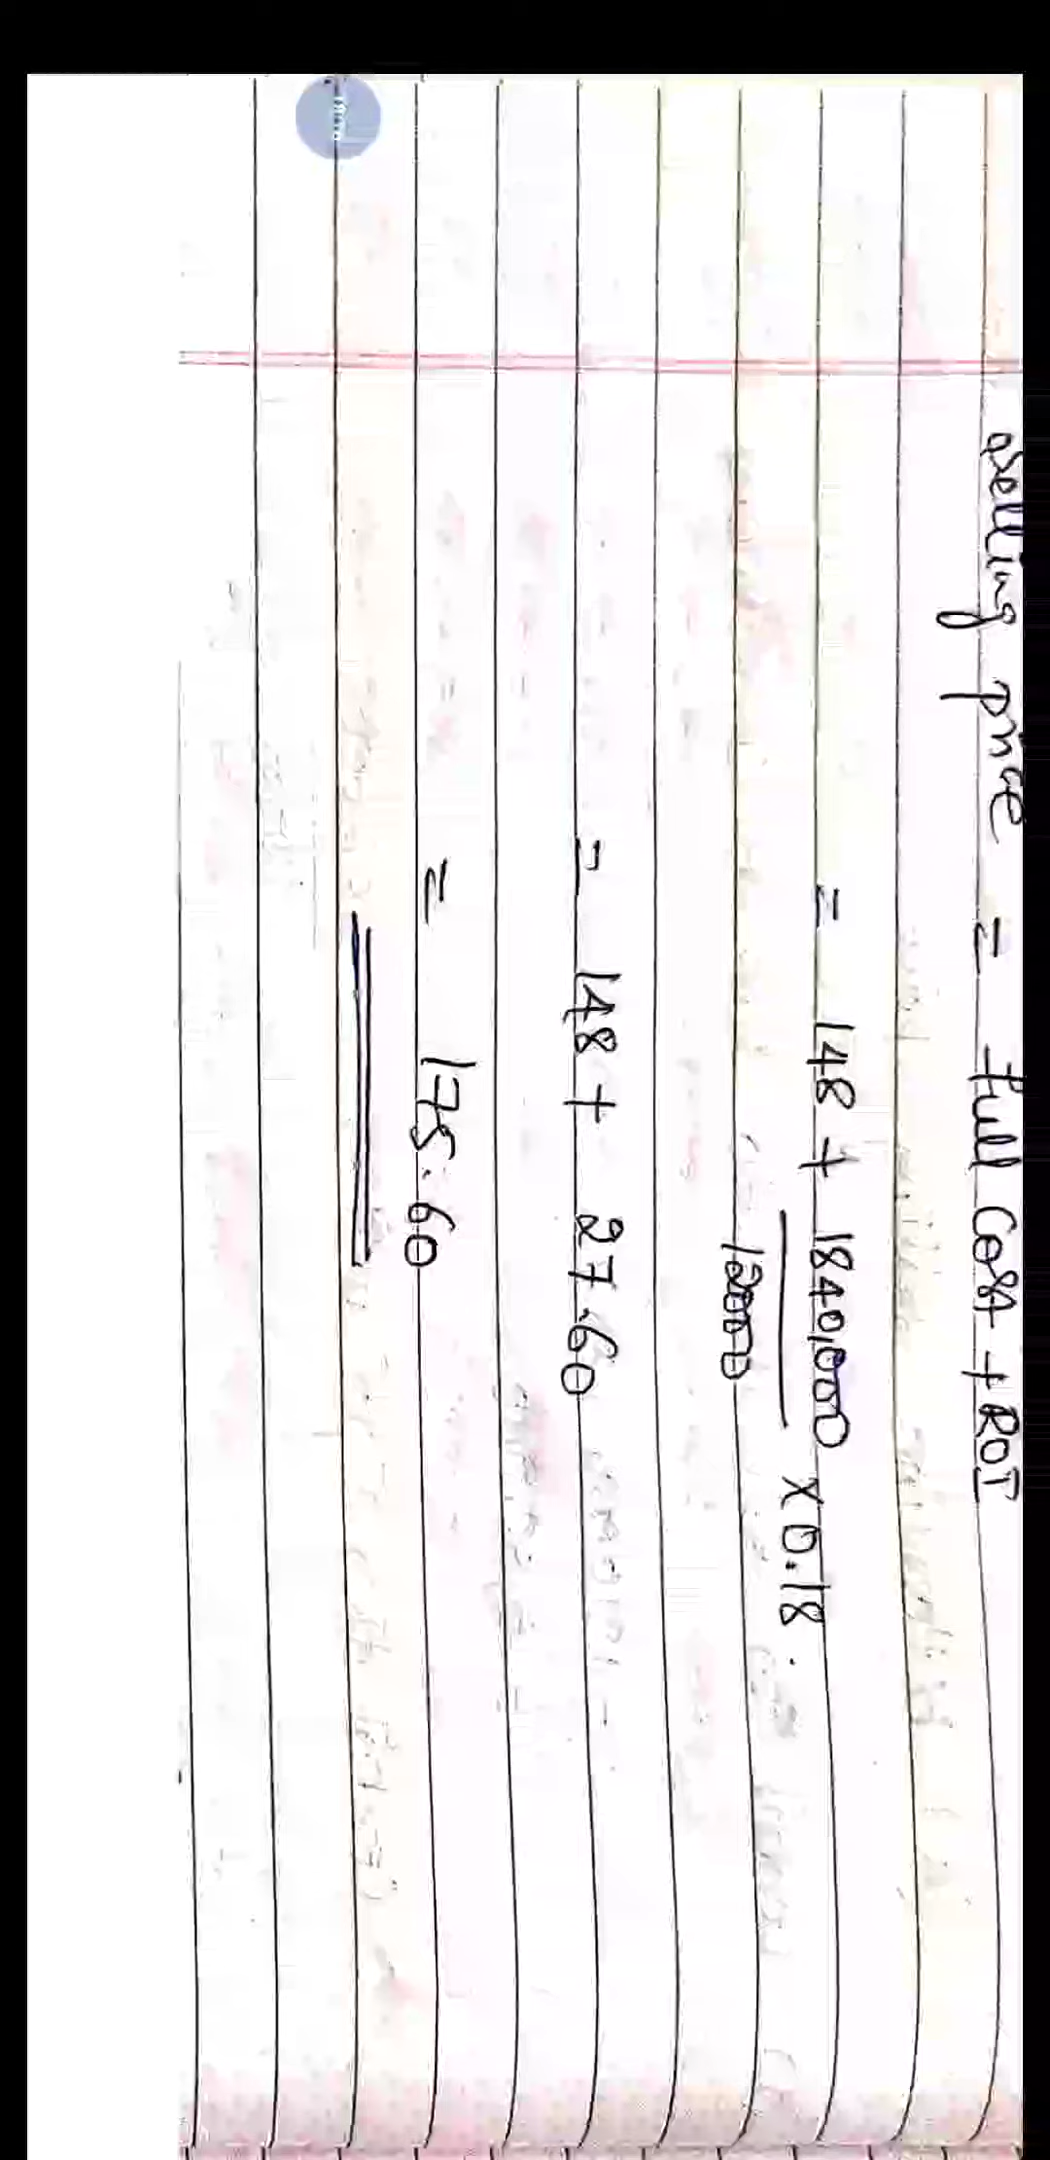 Selling price = Full Cost + ROI
= 148 + 1840,000 × 0.18.
12000
= 148 + 27.60
= 175.60